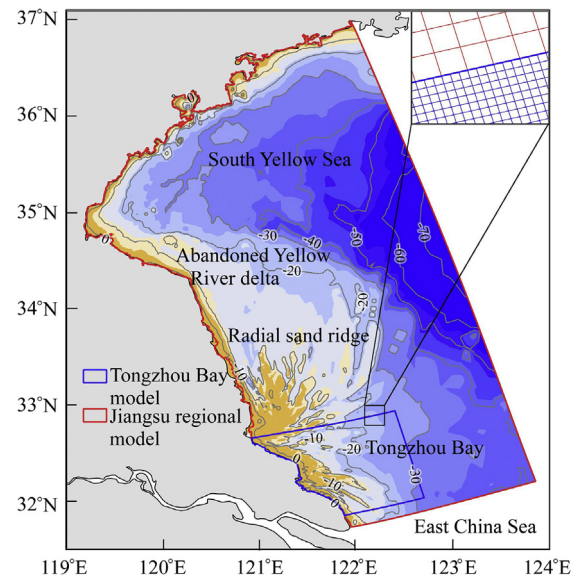 37°N
36°N
35°N
34°N
33°N
32°N
0
South Yellow Sea
0
-30
-40
-50
-60
-70
Abandoned Yellow
River delta
-20
-20
Radial sand ridge
-10
Tongzhou Bay
model
Jiangsu regional
model
-10
-20
Tongzhou Bay
-30
0
-10
0
East China Sea
119°E
120°E
121°E
122°E
123°E
124°E